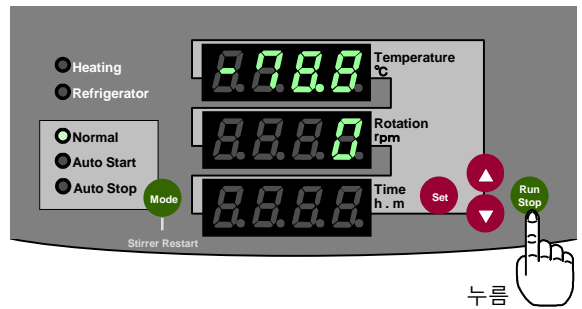 Heating
Refrigerator
Normal
Auto Start
Auto Stop
Mode
Stirrer Restart
-78.8
Temperature
℃
0
Rotation
rpm
Time
h . m
Set
Run
Stop
누름